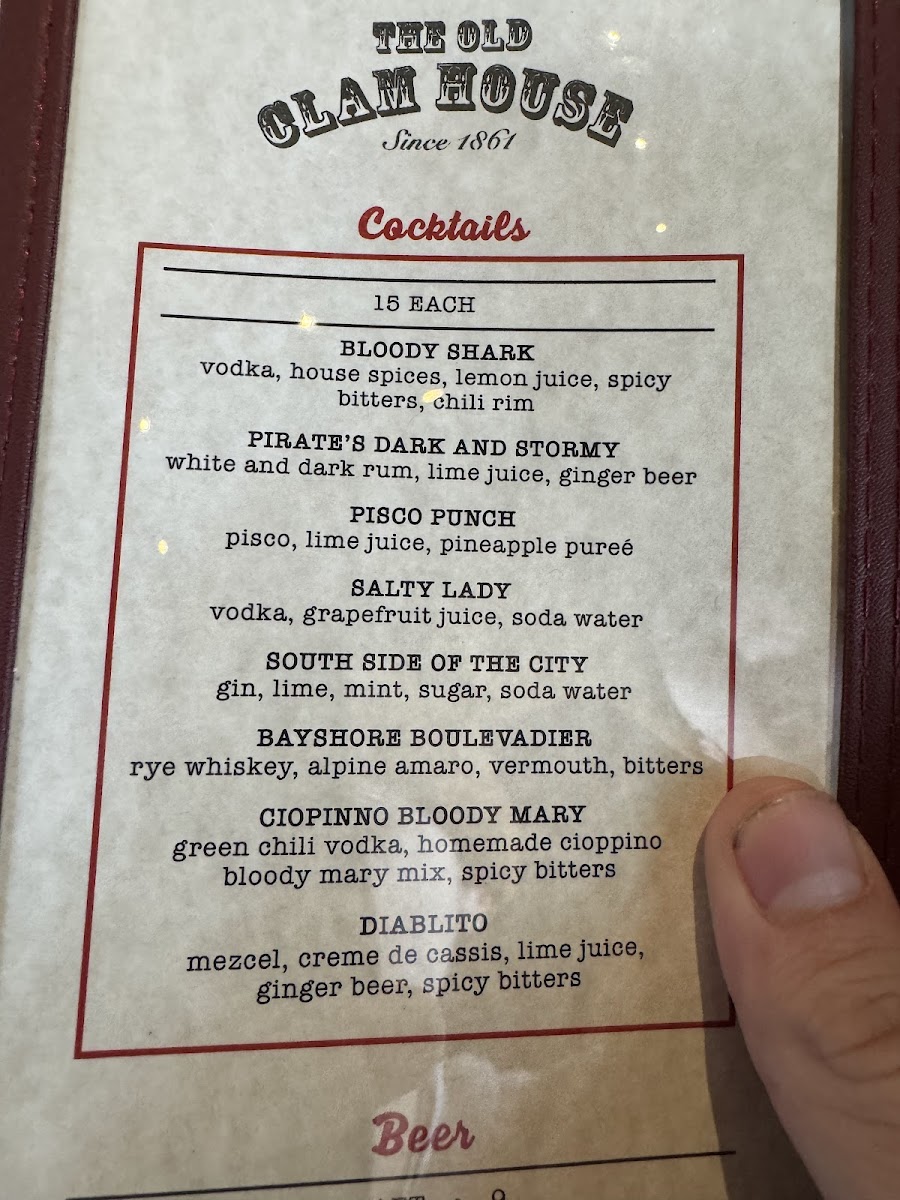 THE OLD
CLAM HOUSE
Since 1861
Cocktails
15 EACH
BLOODY SHARK
vodka, house spices, lemon juice, spicy
bitters, chili rim
PIRATE'S DARK AND STORMY
white and dark rum, lime juice, ginger beer
PISCO PUNCH
pisco, lime juice, pineapple pureé
SALTY LADY
vodka, grapefruit juice, soda water
SOUTH SIDE OF THE CITY
gin, lime, mint, sugar, soda water
BAYSHORE BOULEVADIER
rye whiskey, alpine amaro, vermouth, bitters
CIOPINNO BLOODY MARY
green chili vodka, homemade cioppino
bloody mary mix, spicy bitters
DIABLITO
mezcel, creme de cassis, lime juice,
ginger beer, spicy bitters
Beer